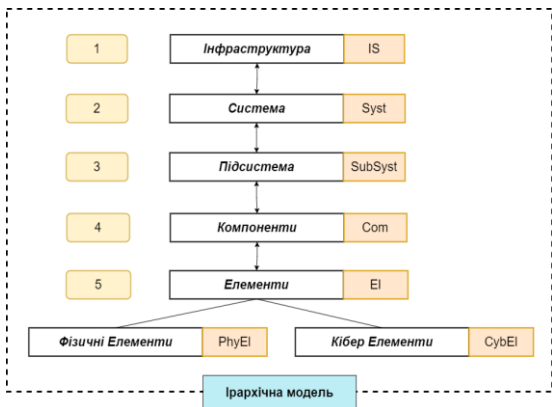 1 Інфраструктура IS
2 Система Syst
3 Підсистема SubSyst
4 Компоненти Com
5 Елементи El
Фізичні Елементи PhyEl Кібер Елементи CybEl
Ірархічна модель